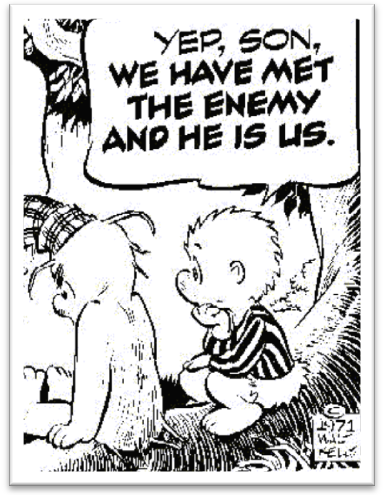 YEP, SON,
WE HAVE MET
THE ENEMY
AND HE IS US.
©
1971
WALT
KELLY